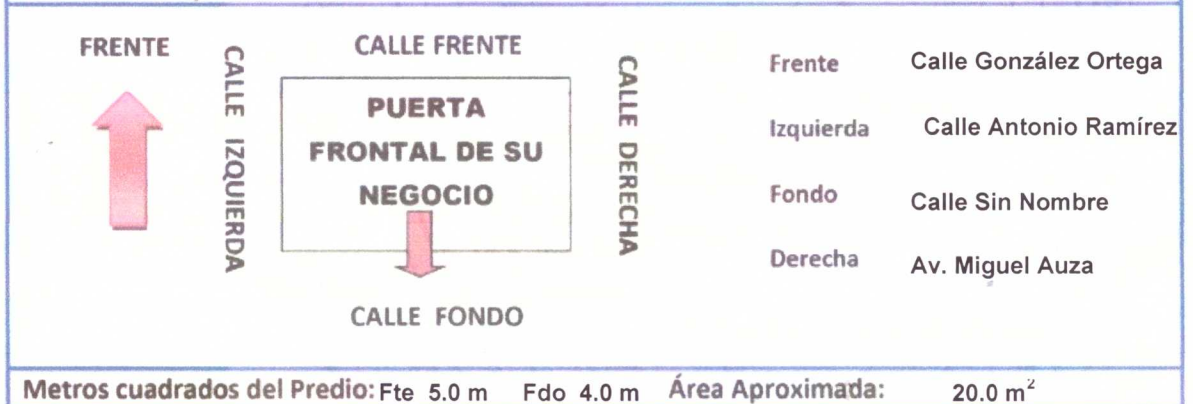 FRENTE
CALLE IZQUIERDA
CALLE FRENTE
PUERTA
FRONTAL DE SU
NEGOCIO
CALLE DERECHA
CALLE FONDO
Frente Calle González Ortega
Izquierda Calle Antonio Ramírez
Fondo Calle Sin Nombre
Derecha Av. Miguel Auza
Metros cuadrados del Predio: Fte 5.0 m Fdo 4.0 m Área Aproximada: 20.0 m²